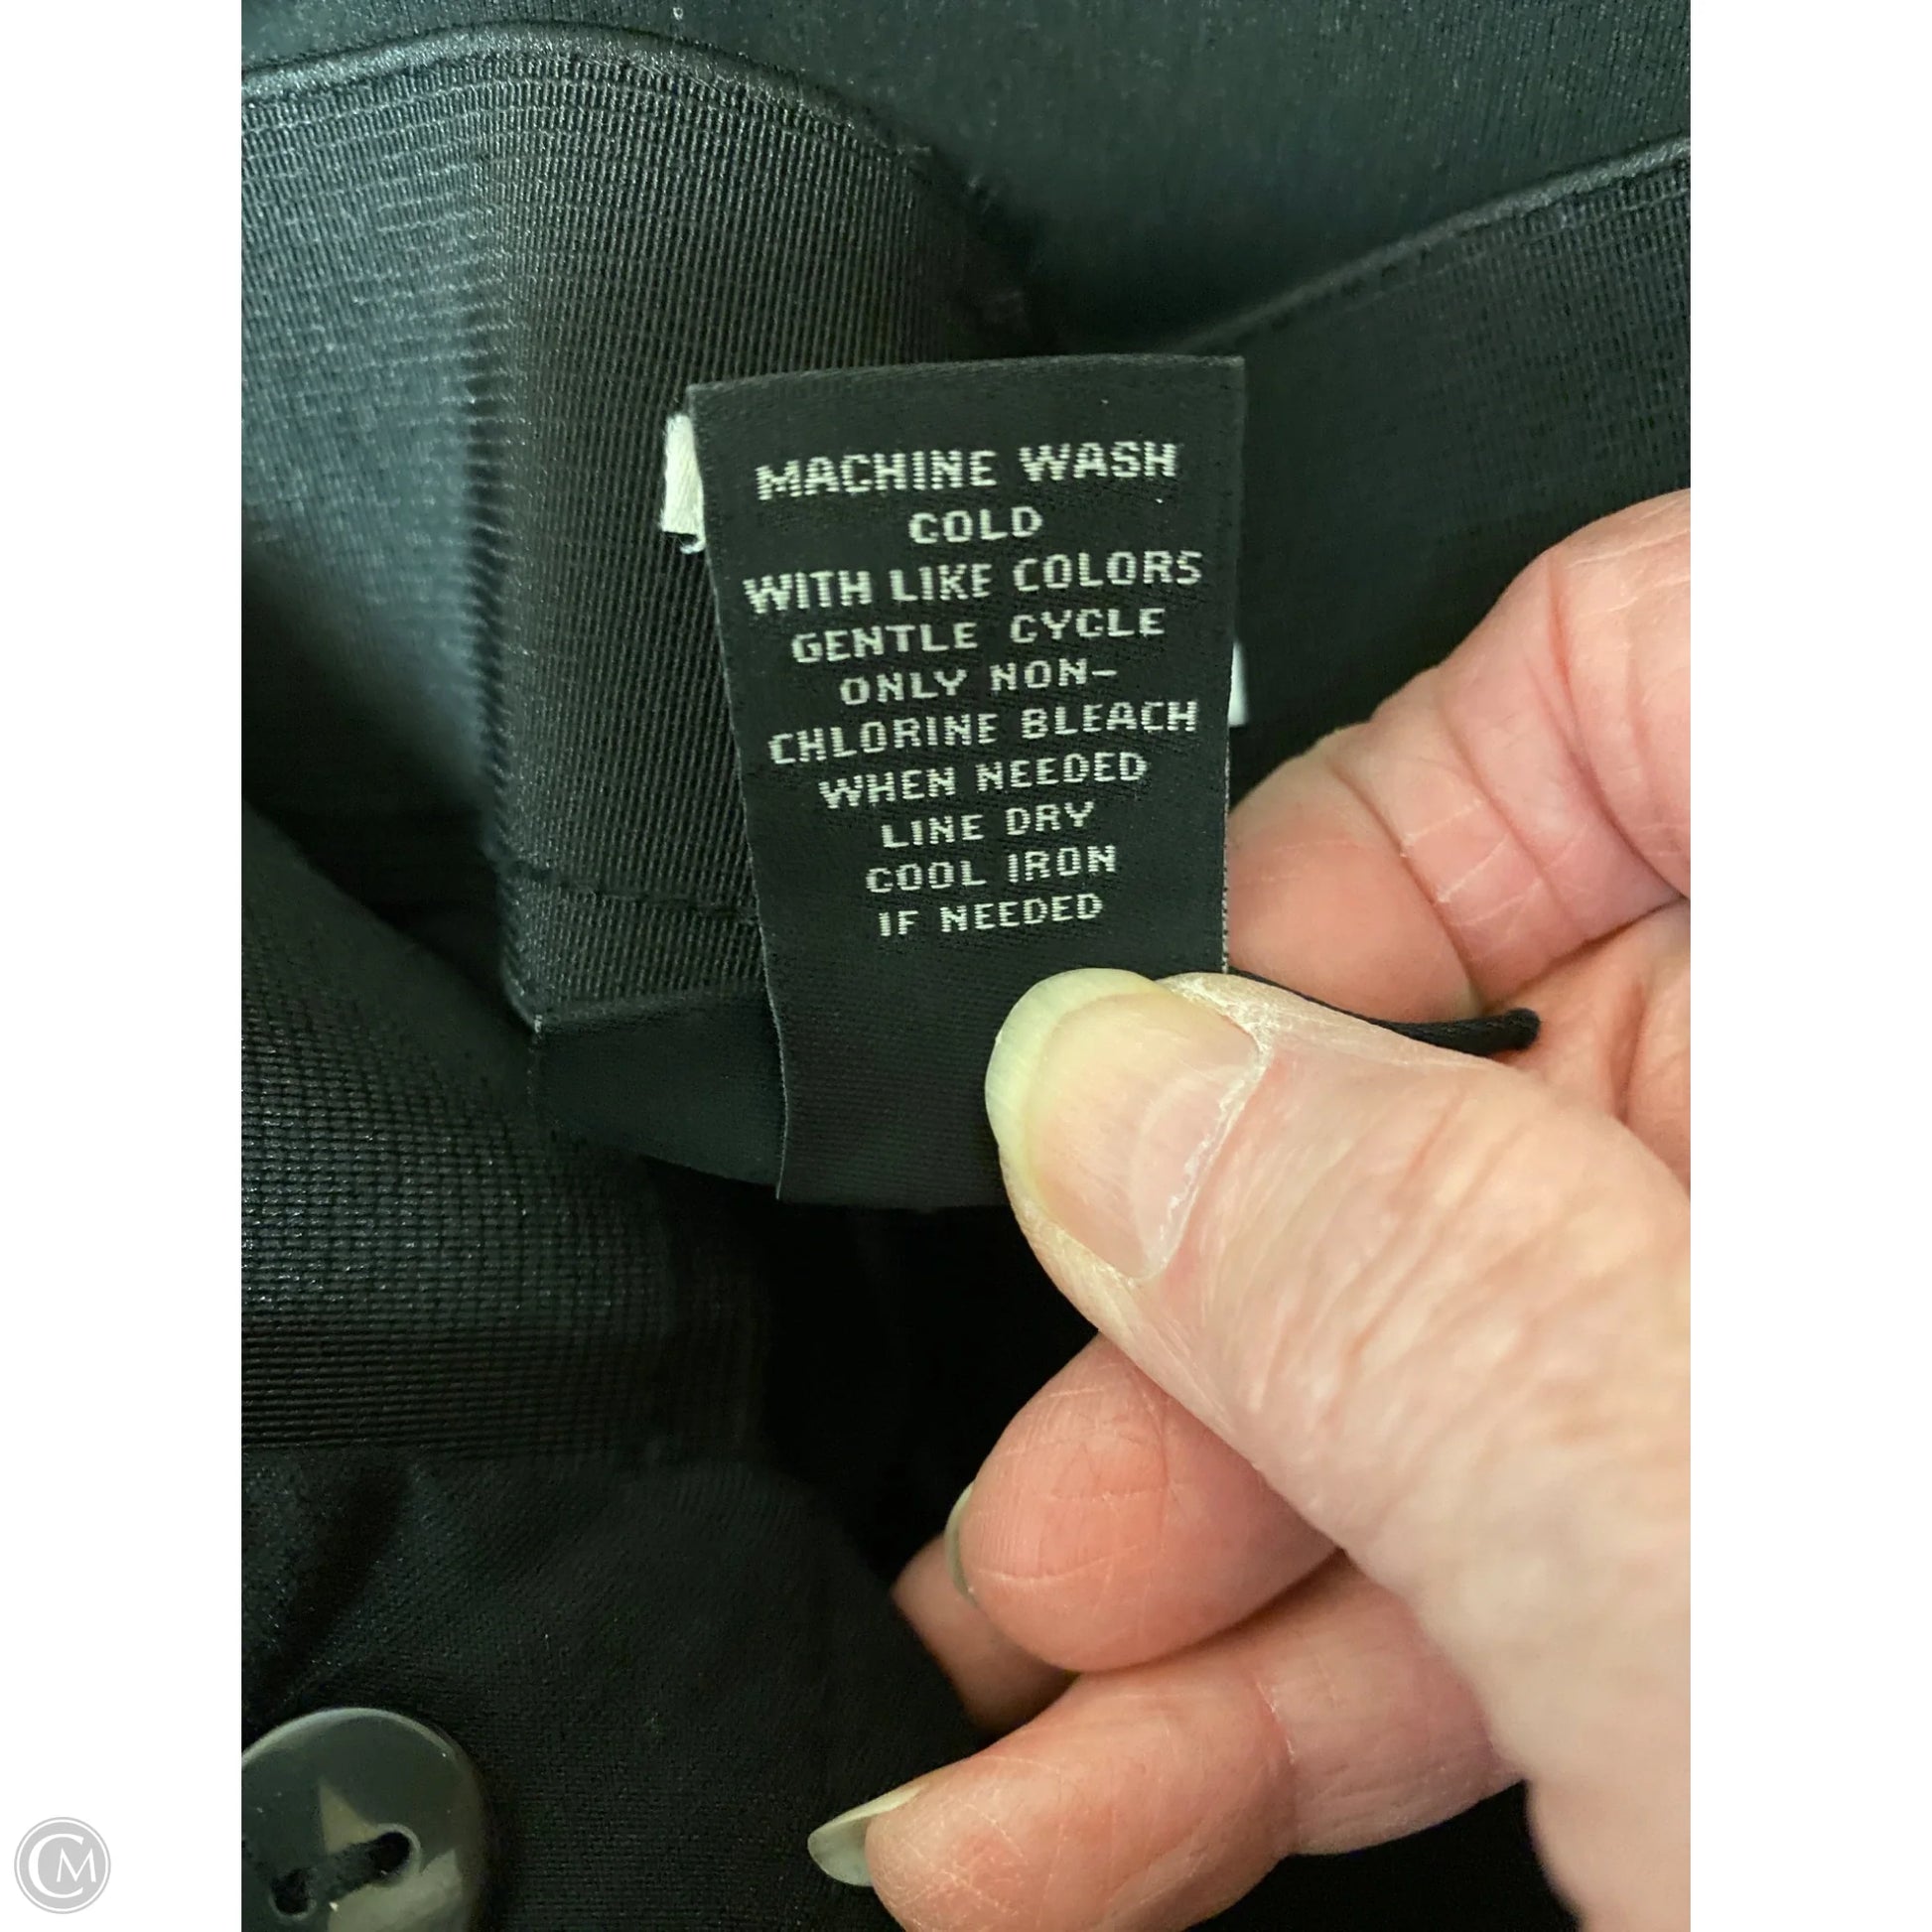 MACHINE WASH
COLD
WITH LIKE COLORS
GENTLE CYCLE
ONLY NON-
CHLORINE BLEACH
WHEN NEEDED
LINE DRY
COOL IRON
IF NEEDED
CM